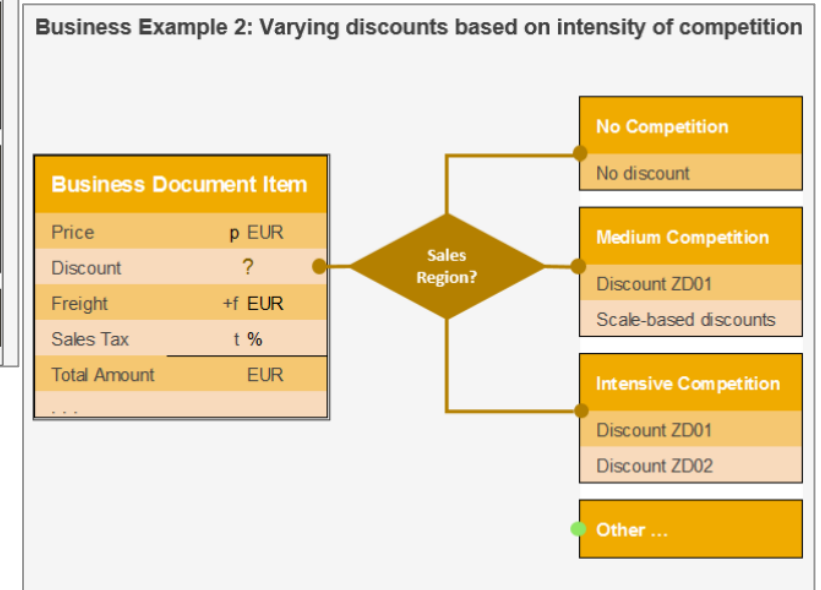 Business Example 2: Varying discounts based on intensity of competition
Business Document Item
Price p EUR
Discount ?
Freight +f EUR
Sales Tax t %
Total Amount EUR
. . .
Sales
Region?
No Competition
No discount
Medium Competition
Discount ZD01
Scale-based discounts
Intensive Competition
Discount ZD01
Discount ZD02
Other ...